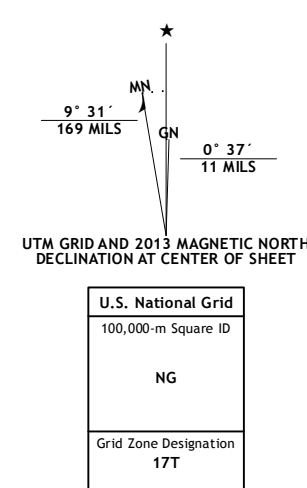 ★
MN
9° 31´
169 MILS
GN
0° 37´
11 MILS
UTM GRID AND 2013 MAGNETIC NORTH
DECLINATION AT CENTER OF SHEET
U.S. National Grid
100,000-m Square ID
NG
Grid Zone Designation
17T